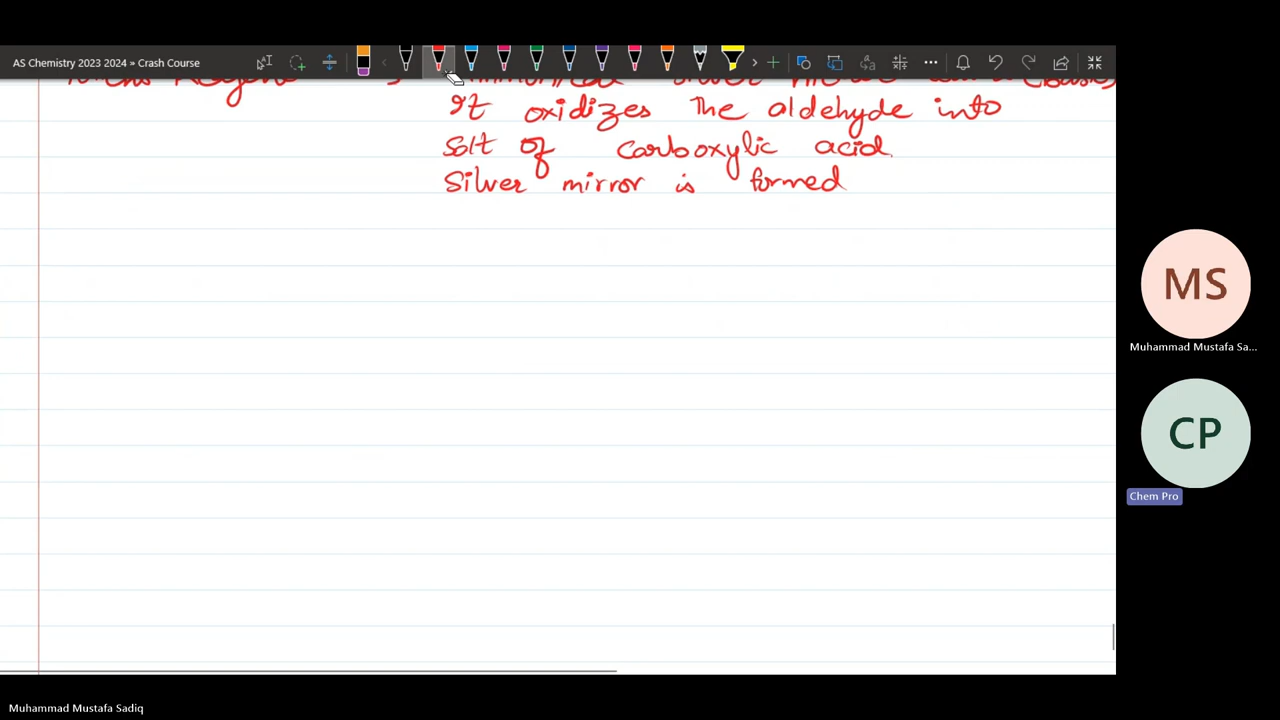 AS Chemistry 2023 2024 » Crash Course
It oxidizes the aldehyde into
Salt of carboxylic acid.
Silver mirror is formed
MS
Muhammad Mustafa Sa...
CP
Chem Pro
Muhammad Mustafa Sadiq